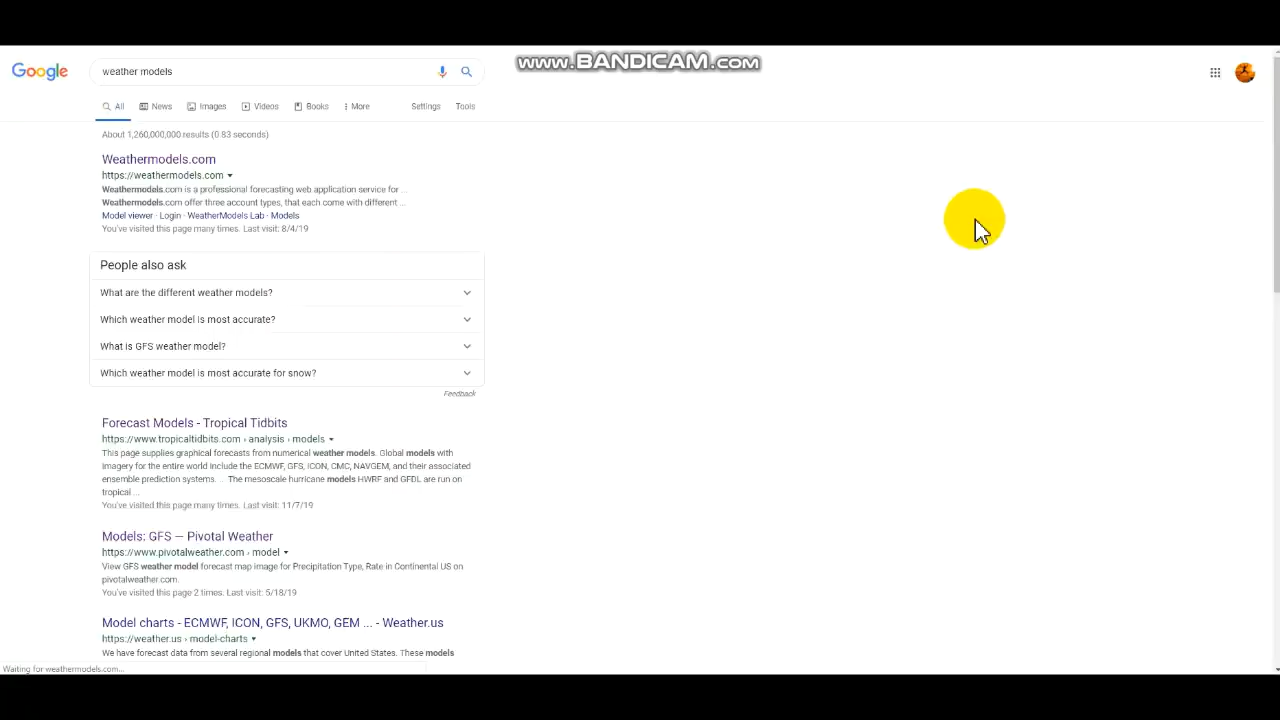 www.BANDICAM.com
Google
weather models
All
News
Images
Videos
Books
More
Settings
Tools
About 1,260,000,000 results (0.83 seconds)
Weathermodels.com
https://weathermodels.com
Weathermodels.com is a professional forecasting web application service for ...
Weathermodels.com offer three account types, that each come with different ...
Model viewer · Login · WeatherModels Lab · Models
You've visited this page many times. Last visit: 8/4/19
People also ask
What are the different weather models?
Which weather model is most accurate?
What is GFS weather model?
Which weather model is most accurate for snow?
Feedback
Forecast Models - Tropical Tidbits
https://www.tropicaltidbits.com › analysis › models
This page supplies graphical forecasts from numerical weather models. Global models with
imagery for the entire world include the ECMWF, GFS, ICON, CMC, NAVGEM, and their associated
ensemble prediction systems. . The mesoscale hurricane models HWRF and GFDL are run on
tropical ...
You've visited this page many times. Last visit: 11/7/19
Models: GFS — Pivotal Weather
https://www.pivotalweather.com › model
View GFS weather model forecast map image for Precipitation Type, Rate in Continental US on
pivotalweather.com.
You've visited this page 2 times. Last visit: 5/18/19
Model charts - ECMWF, ICON, GFS, UKMO, GEM ... - Weather.us
https://weather.us › model-charts
We have forecast data from several regional models that cover United States. These models
Waiting for weathermodels.com...